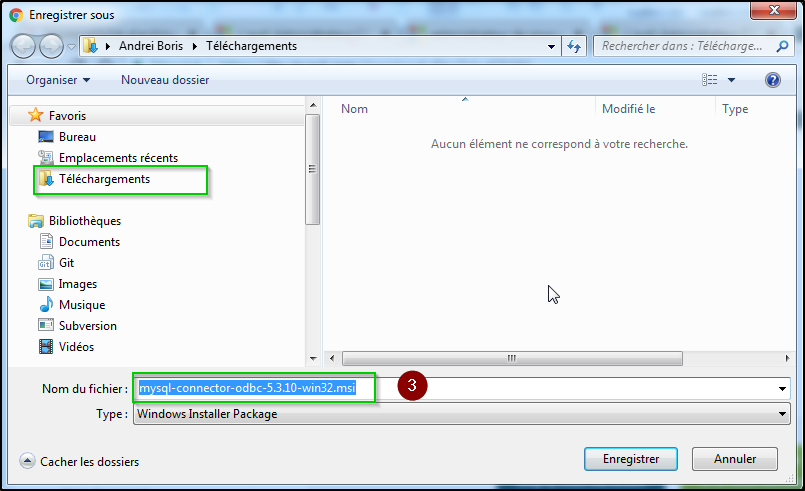 Enregistrer sous
Andrei Boris Téléchargements
Rechercher dans : Télécharge...
Organiser Nouveau dossier
Favoris
Bureau
Emplacements récents
Téléchargements
Bibliothèques
Documents
Git
Images
Musique
Subversion
Vidéos
Nom Modifié le Type
Aucun élément ne correspond à votre recherche.
Nom du fichier : mysql-connector-odbc-5.3.10-win32.msi
3
Type : Windows Installer Package
Cacher les dossiers
Enregistrer Annuler